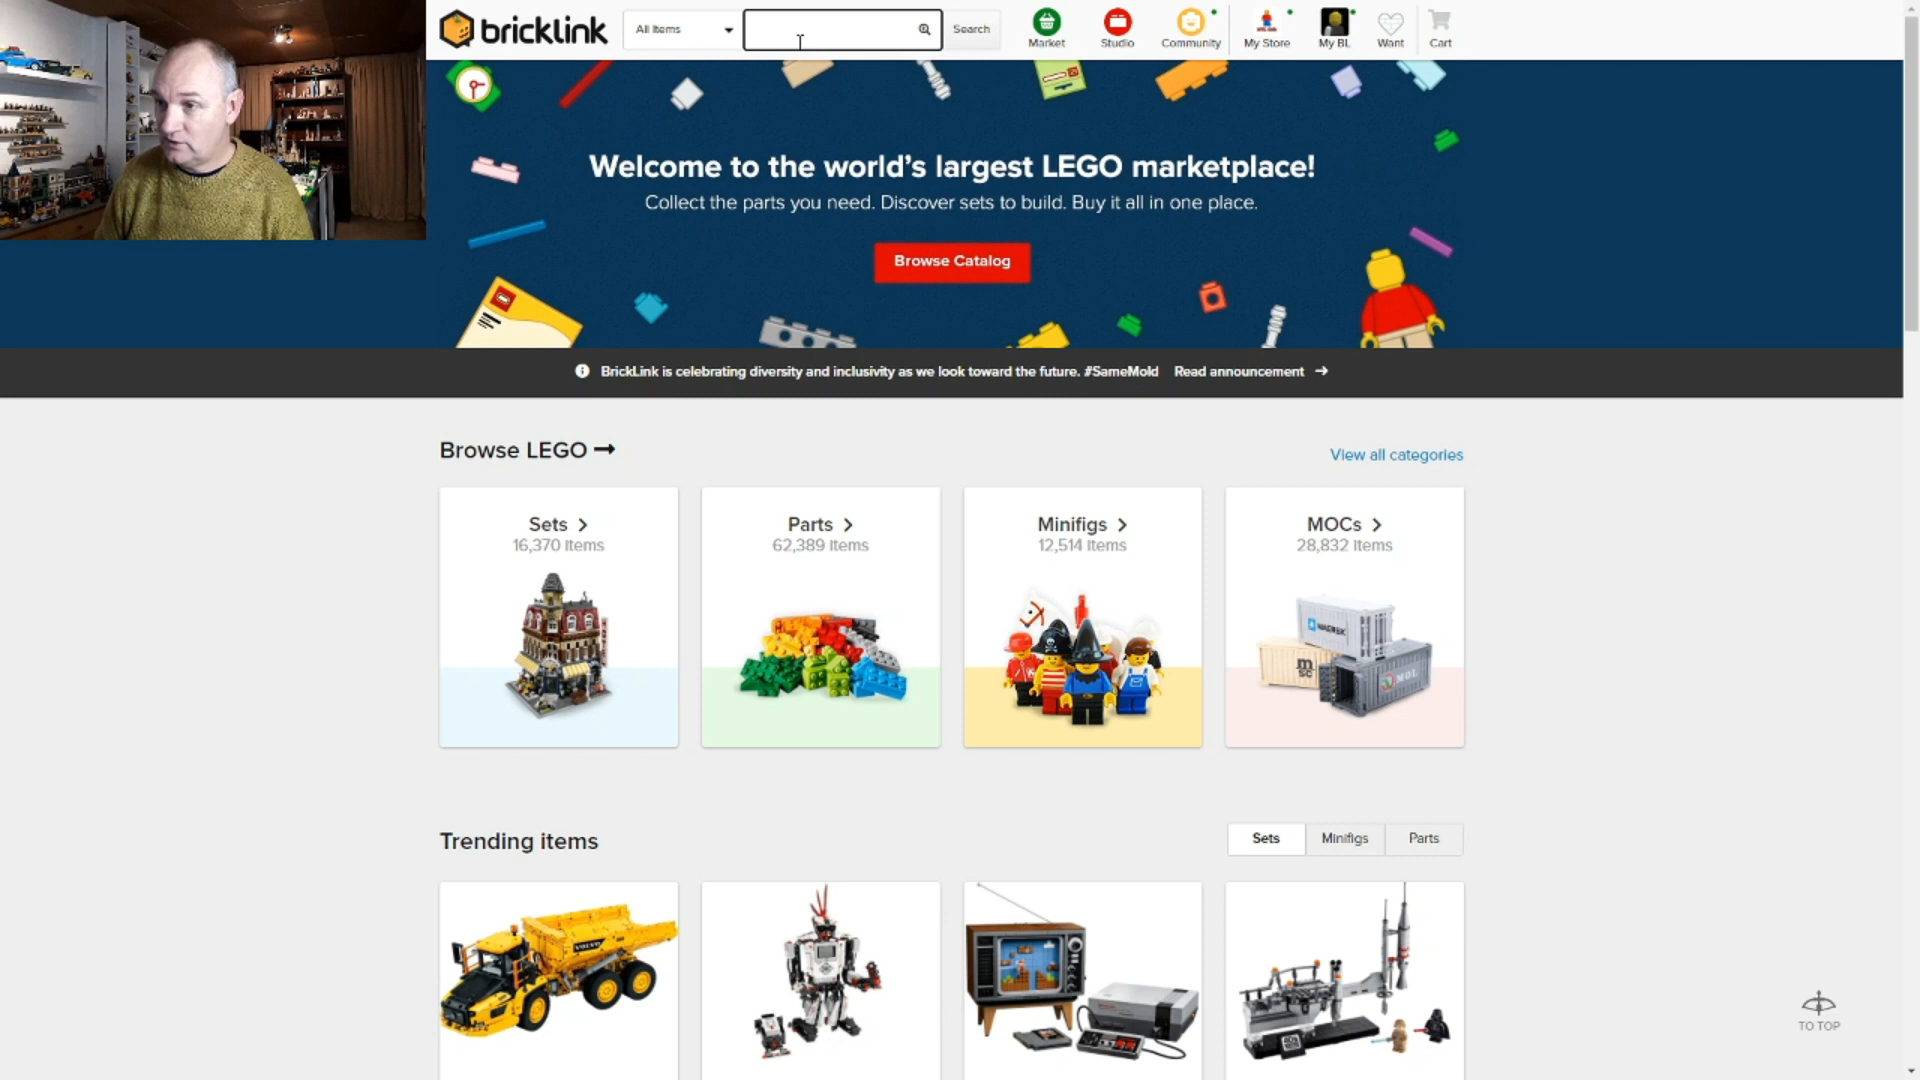 bricklink
All Items
Search
Market
Studio
Community
My Store
My BL
Want
Cart
Welcome to the world's largest LEGO marketplace!
Collect the parts you need. Discover sets to build. Buy it all in one place.
Browse Catalog
BrickLink is celebrating diversity and inclusivity as we look toward the future. #SameMold Read announcement →
Browse LEGO →
View all categories
Sets >
16,370 Items
Parts >
62,389 Items
Minifigs >
12,514 Items
MOCs >
28,832 Items
MAERSK
m
sc
MOL
Trending items
Sets
Minifigs
Parts
VOLVO
TO TOP